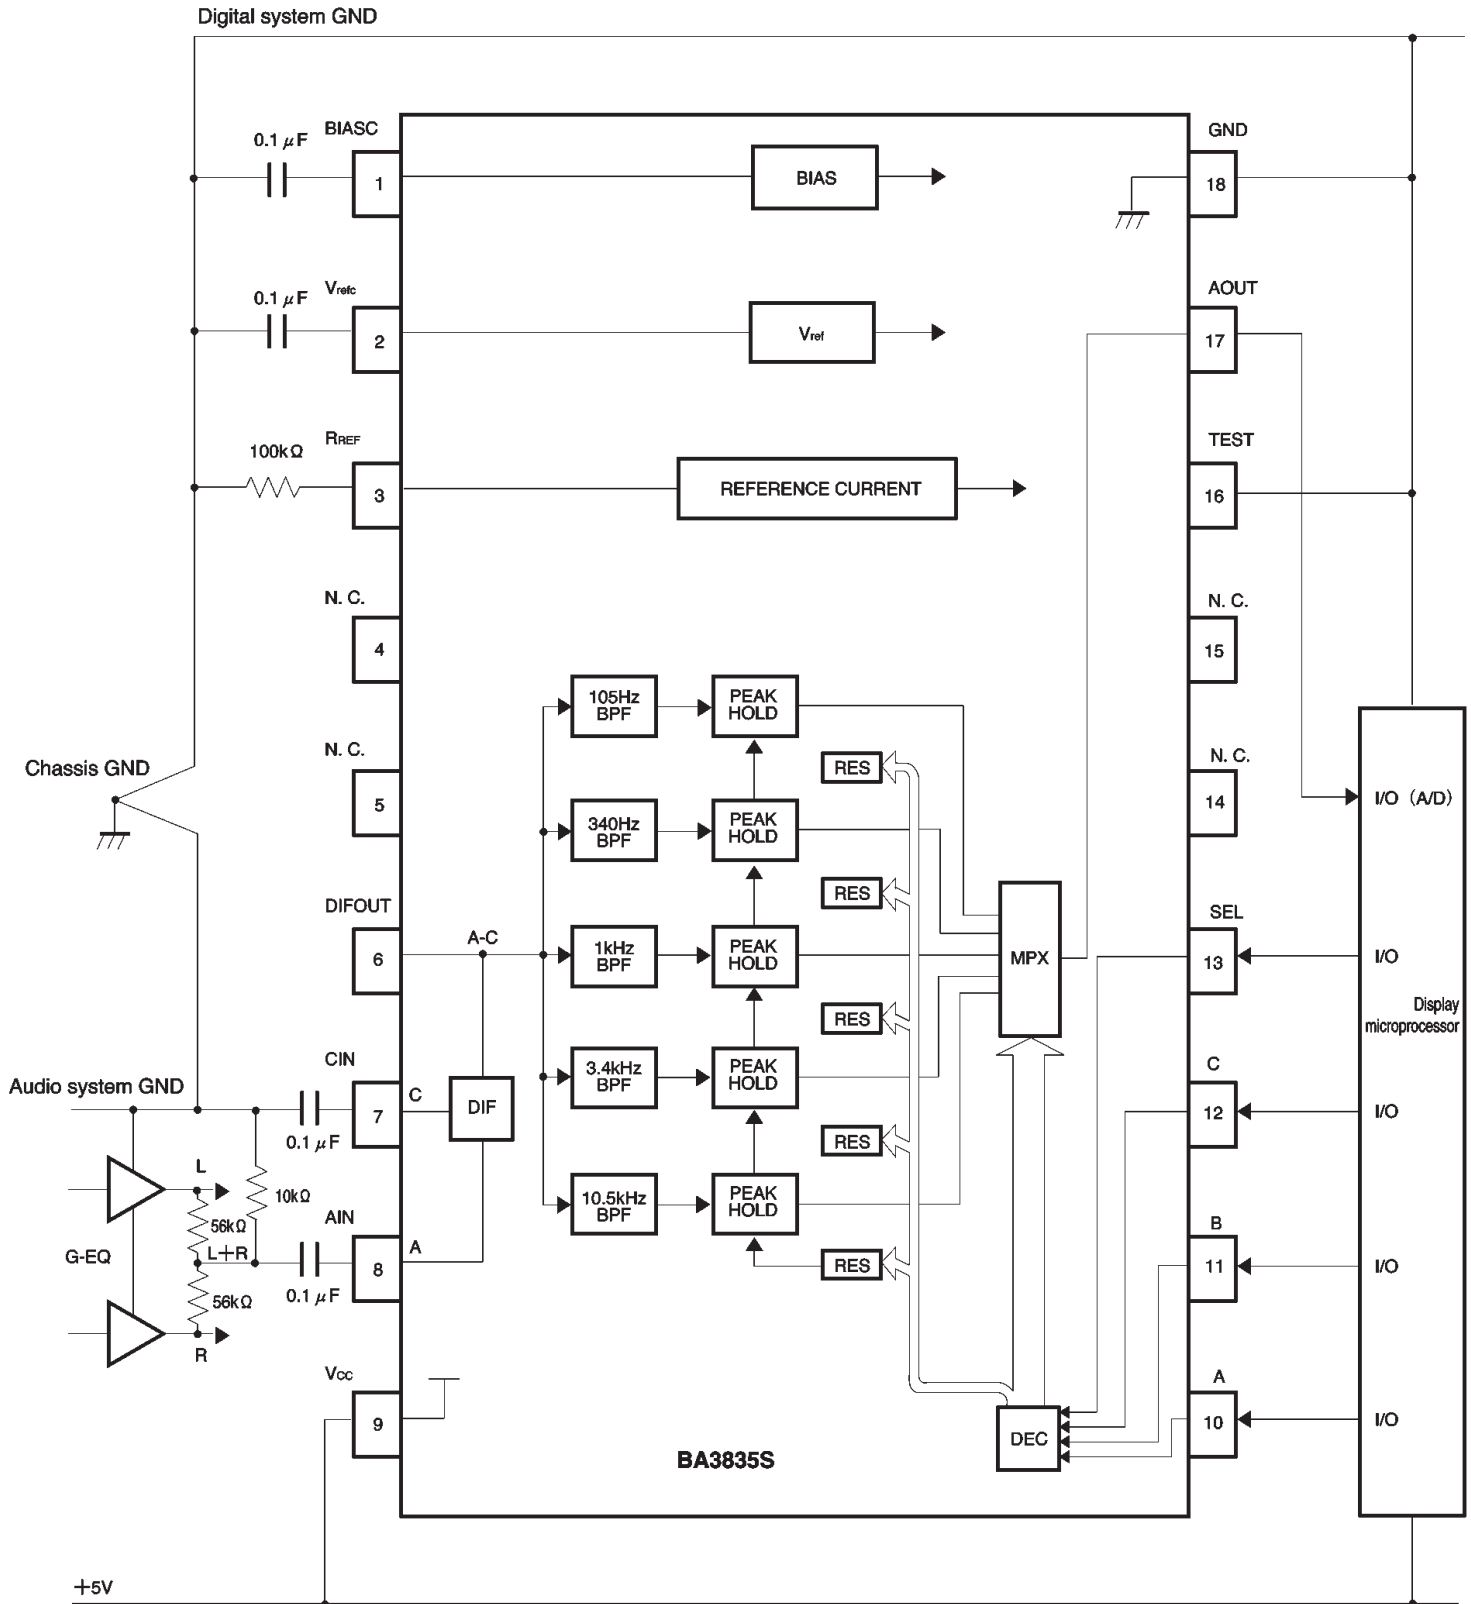 Digital system GND
0.1 μF
BIASC
1
BIAS
GND
18
0.1 μF
Vrefc
2
Vref
AOUT
17
100kΩ
RREF
3
REFERENCE CURRENT
TEST
16
N. C.
4
N. C.
15
Chassis GND
N. C.
5
N. C.
14
105Hz
BPF
PEAK
HOLD
RES
340Hz
BPF
PEAK
HOLD
RES
I/O (A/D)
DIFOUT
6
A-C
1kHz
BPF
PEAK
HOLD
RES
MPX
SEL
13
I/O
Display
microprocessor
Audio system GND
CIN
7
0.1 μF
C
DIF
3.4kHz
BPF
PEAK
HOLD
RES
C
12
I/O
L
10kΩ
56kΩ
G-EQ
L+R
56kΩ
R
AIN
8
0.1 μF
A
10.5kHz
BPF
PEAK
HOLD
RES
B
11
I/O
Vcc
9
BA3835S
DEC
A
10
I/O
+5V